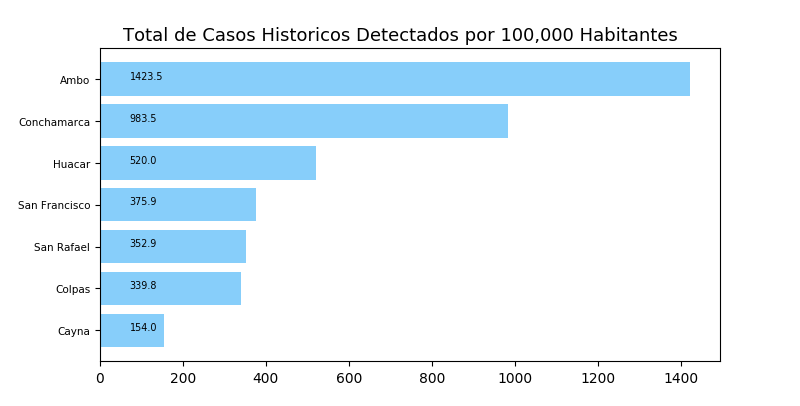 Total de Casos Historicos Detectados por 100,000 Habitantes
Ambo 1423.5
Conchamarca 983.5
Huacar 520.0
San Francisco 375.9
San Rafael 352.9
Colpas 339.8
Cayna 154.0
0 200 400 600 800 1000 1200 1400